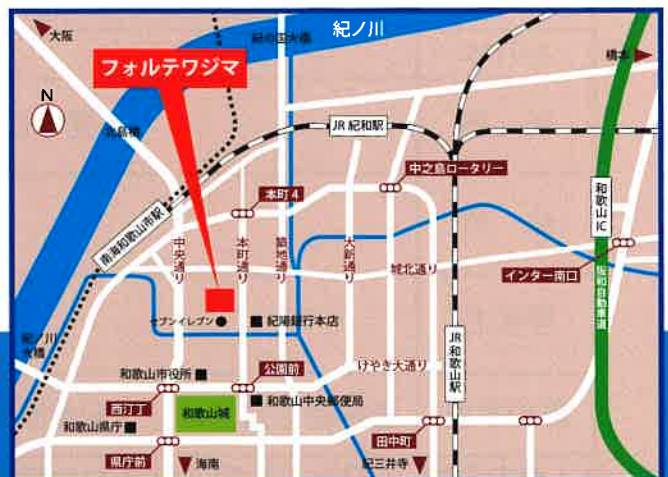 紀ノ川
大阪
紀の国大橋
橋本
フォルテワジマ
N
北島橋
JR 紀和駅
中之島ロータリー
本町 4
和歌山IC
南海和歌山市駅
中央通り
本町通り
築地通り
大新通り
城北通り
インター南口
阪和自動車道
セブンイレブン
紀陽銀行本店
紀ノ川
大橋
けやき大通り
JR 和歌山駅
和歌山市役所
公園前
西汀丁
和歌山城
和歌山中央郵便局
和歌山県庁
田中町
県庁前
海南
紀三井寺